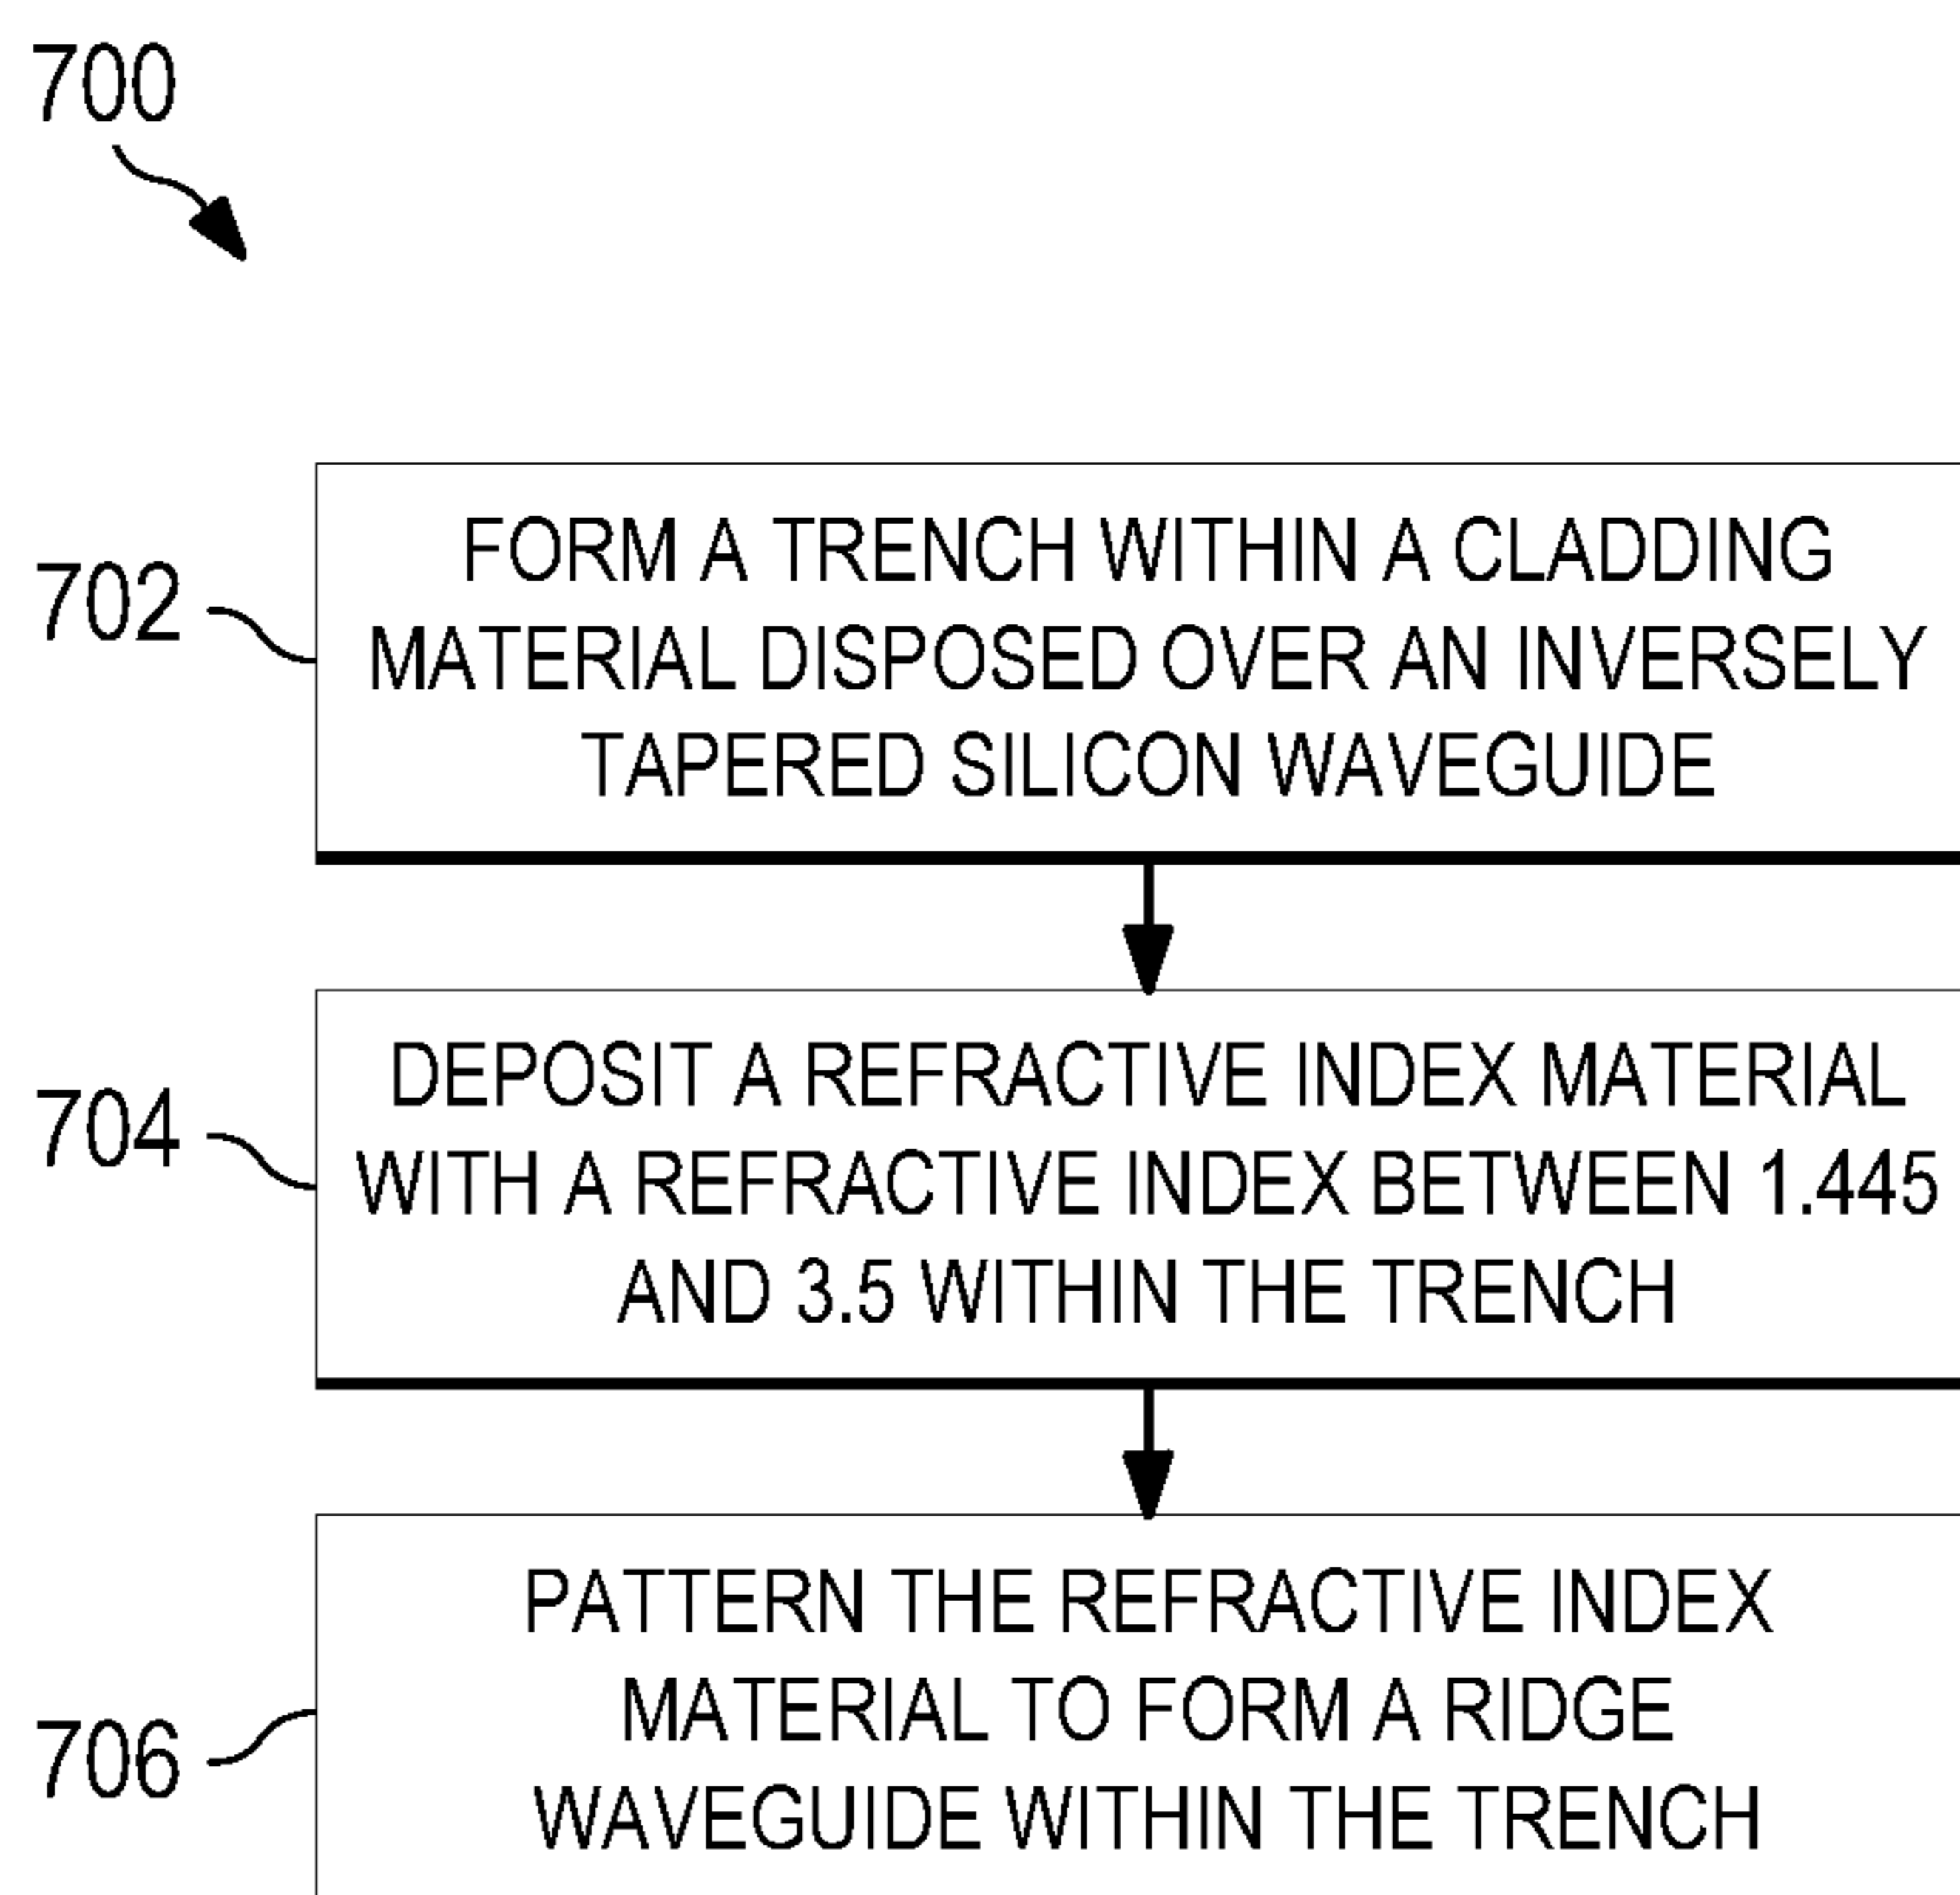 700
702
FORM A TRENCH WITHIN A CLADDING
MATERIAL DISPOSED OVER AN INVERSELY
TAPERED SILICON WAVEGUIDE
704
DEPOSIT A REFRACTIVE INDEX MATERIAL
WITH A REFRACTIVE INDEX BETWEEN 1.445
AND 3.5 WITHIN THE TRENCH
706
PATTERN THE REFRACTIVE INDEX
MATERIAL TO FORM A RIDGE
WAVEGUIDE WITHIN THE TRENCH